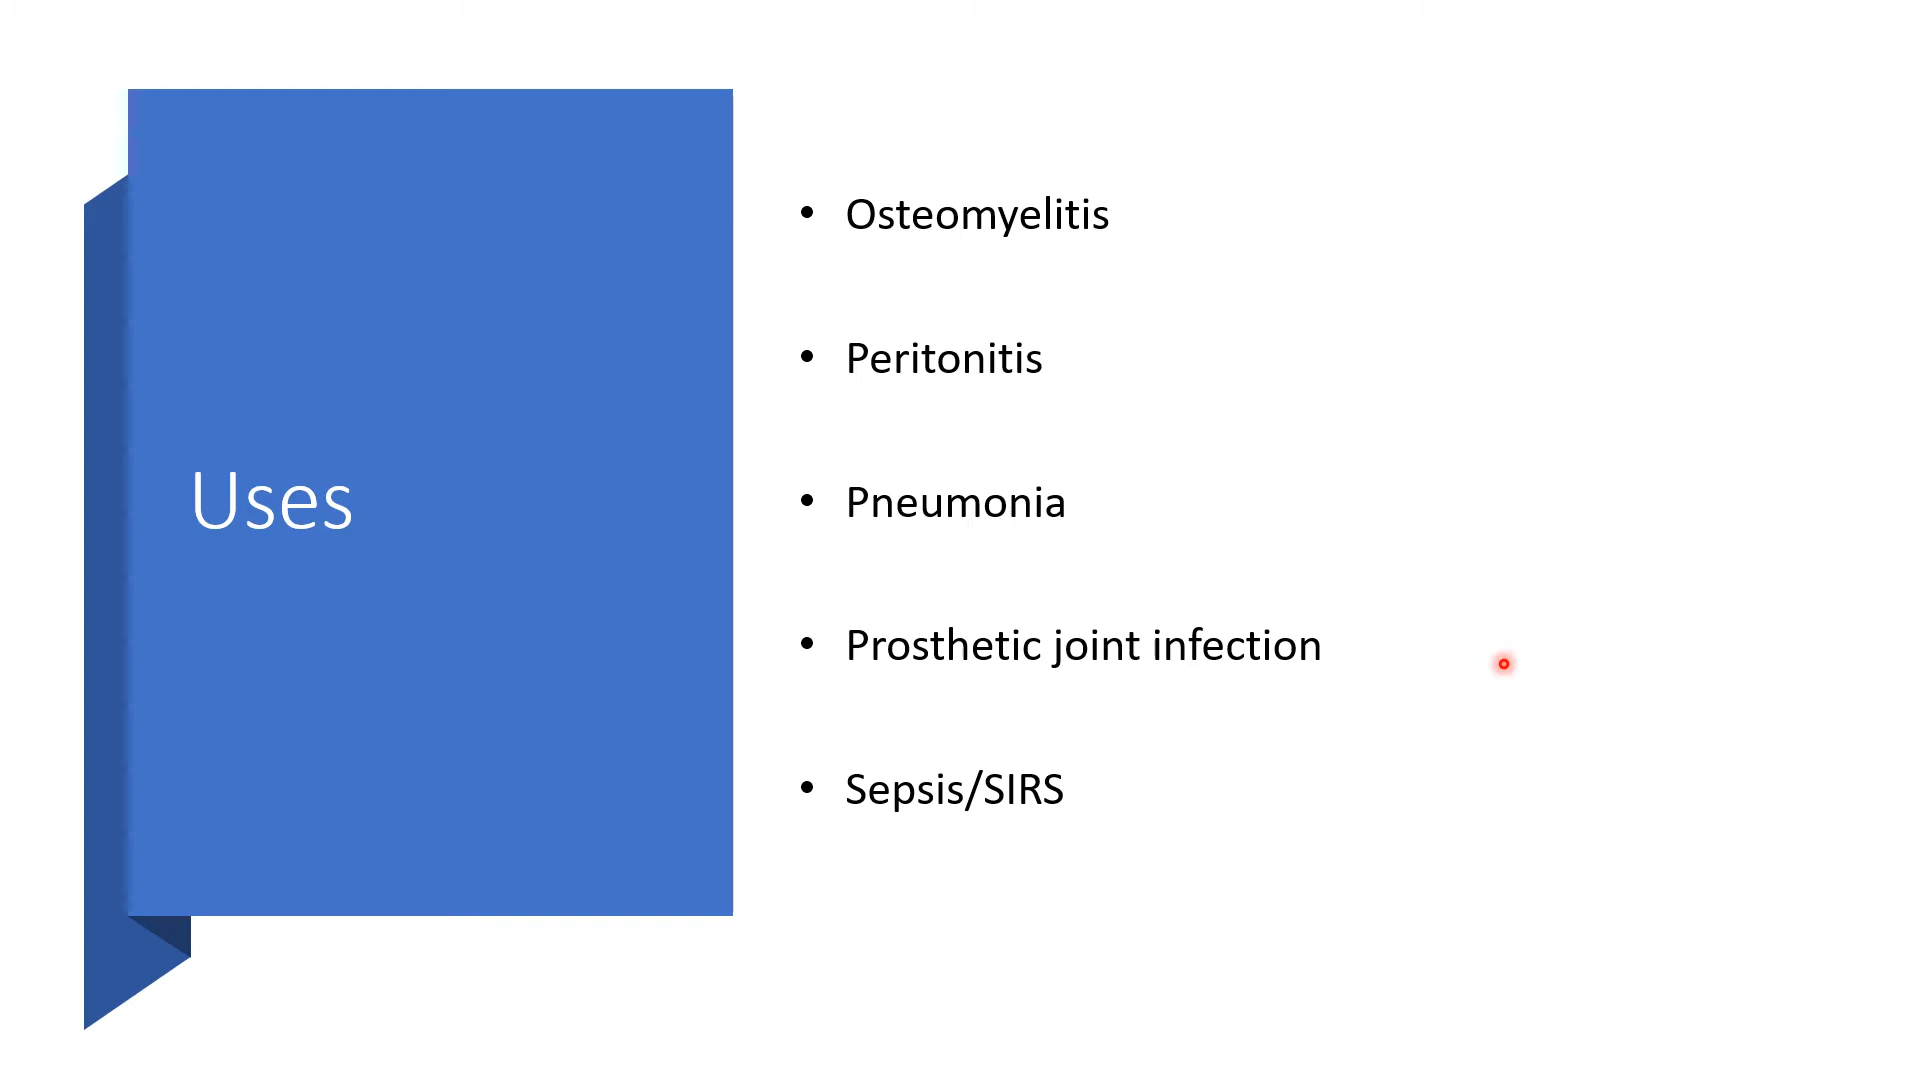 Uses
• Osteomyelitis
• Peritonitis
• Pneumonia
• Prosthetic joint infection
• Sepsis/SIRS